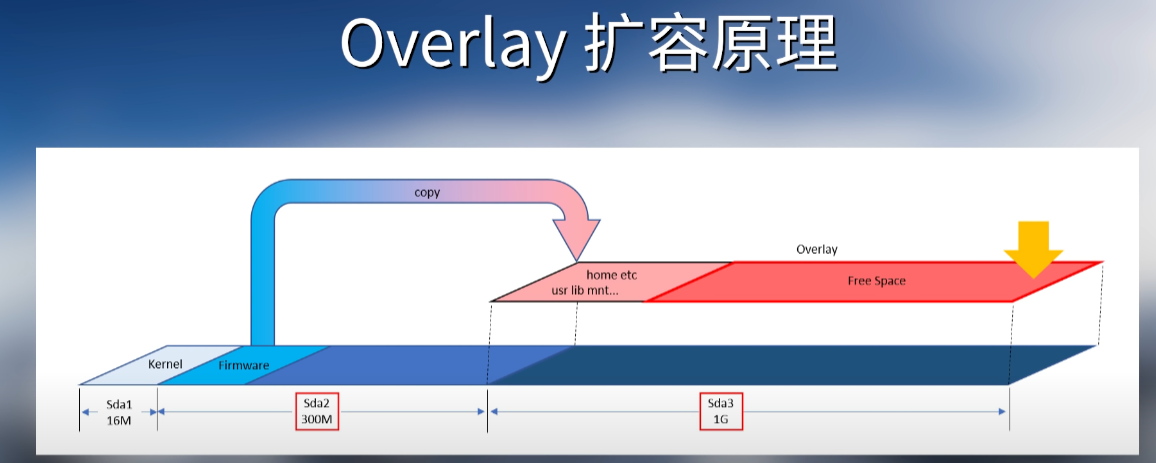 Overlay 扩容原理
copy
Overlay
home etc
usr lib mnt...
Free Space
Kernel
Firmware
Sda1
16M
Sda2
300M
Sda3
1G